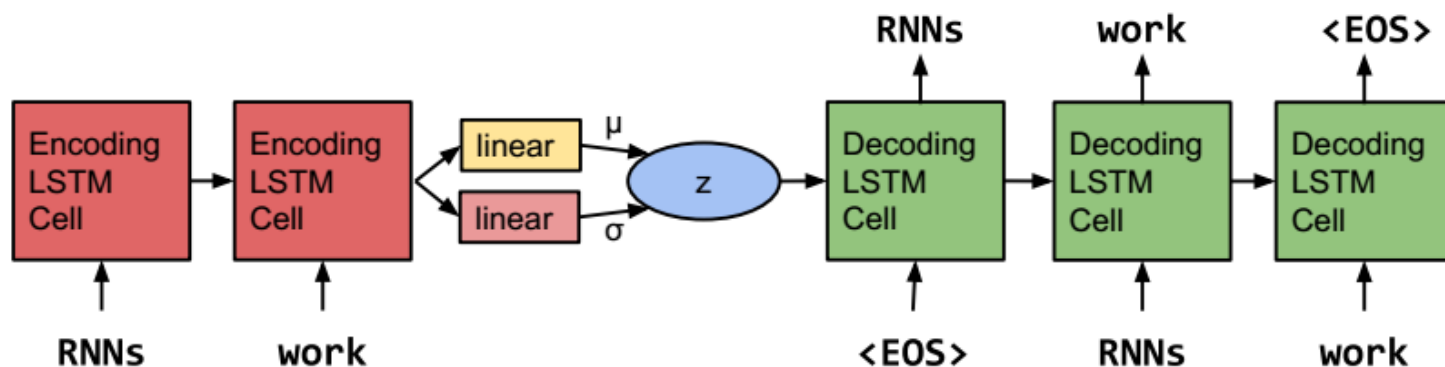 RNNs work <EOS>
Encoding
LSTM
Cell
Encoding
LSTM
Cell
linear
μ
linear
σ
z
Decoding
LSTM
Cell
Decoding
LSTM
Cell
Decoding
LSTM
Cell
RNNs work <EOS> RNNs work